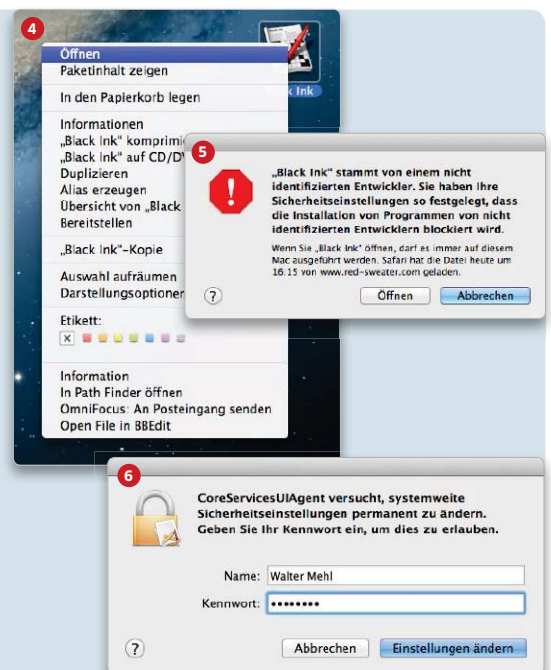 4
Öffnen
Paketinhalt zeigen
In den Papierkorb legen
Informationen
„Black Ink“ komprimi
„Black Ink“ auf CD/D
Duplizieren
Alias erzeugen
Übersicht von „Black
Bereitstellen
„Black Ink“-Kopie
Auswahl aufräumen
Darstellungsoptionen
Etikett:
x
Information
In Path Finder öffnen
OmniFocus: An Posteingang senden
Open File in BBEdit
k Ink
5
„Black Ink“ stammt von einem nicht
identifizierten Entwickler. Sie haben Ihre
Sicherheitseinstellungen so festgelegt, dass
die Installation von Programmen von nicht
identifizierten Entwicklern blockiert wird.
Wenn Sie „Black Ink“ öffnen, darf es immer auf diesem
Mac ausgeführt werden. Safari hat die Datei heute um
16:15 von www.red-sweater.com geladen.
? Öffnen Abbrechen
6
CoreServicesUIAgent versucht, systemweite
Sicherheitseinstellungen permanent zu ändern.
Geben Sie Ihr Kennwort ein, um dies zu erlauben.
Name: Walter Mehl
Kennwort: ••••••••
? Abbrechen Einstellungen ändern